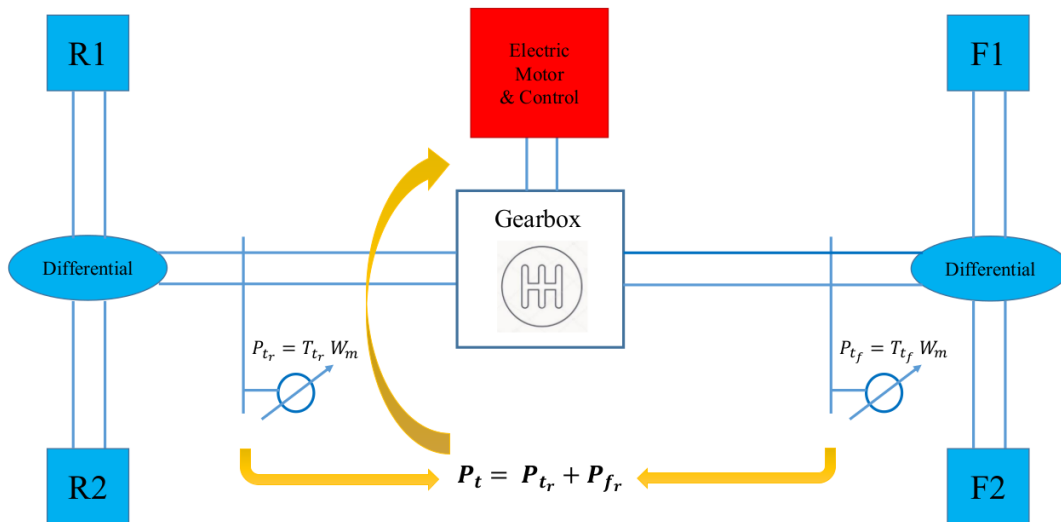 R1
Electric
Motor
& Control
F1
Gearbox
Differential
Differential
P_{t_r} = T_{t_r} W_m
P_{t_f} = T_{t_f} W_m
P_t = P_{t_r} + P_{f_r}
R2
F2